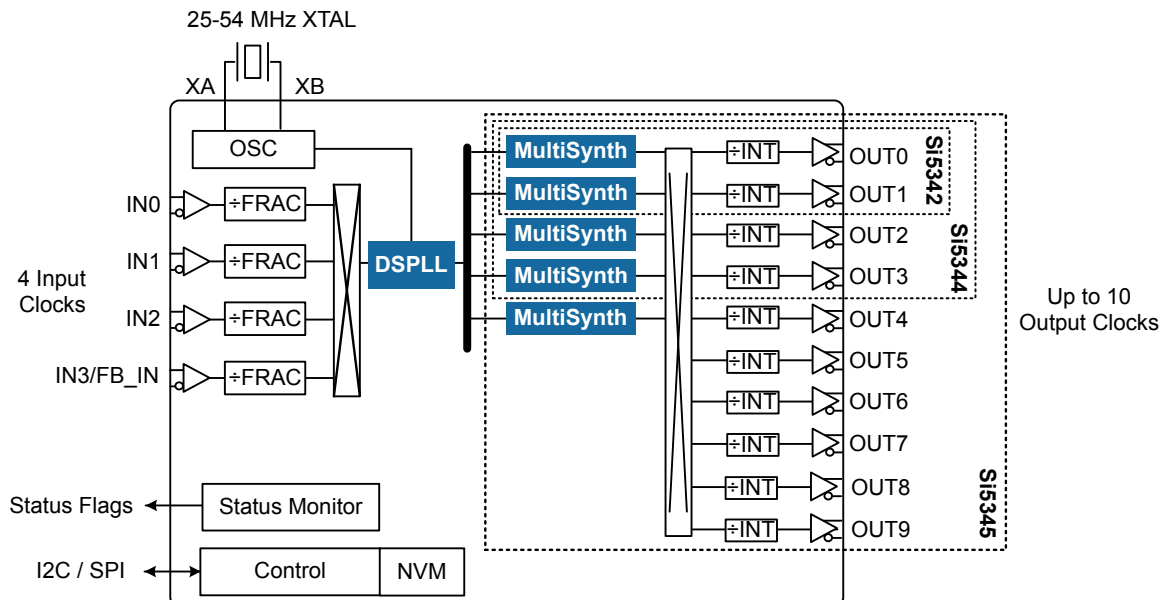 25-54 MHz XTAL
XA
XB
OSC
IN0
÷FRAC
IN1
÷FRAC
4 Input
Clocks
IN2
÷FRAC
IN3/FB_IN
÷FRAC
DSPLL
MultiSynth
MultiSynth
MultiSynth
MultiSynth
MultiSynth
÷INT
OUT0
÷INT
OUT1
÷INT
OUT2
÷INT
OUT3
÷INT
OUT4
÷INT
OUT5
÷INT
OUT6
÷INT
OUT7
÷INT
OUT8
÷INT
OUT9
Si5342
Si5344
Si5345
Up to 10
Output Clocks
Status Flags
Status Monitor
I2C / SPI
Control
NVM